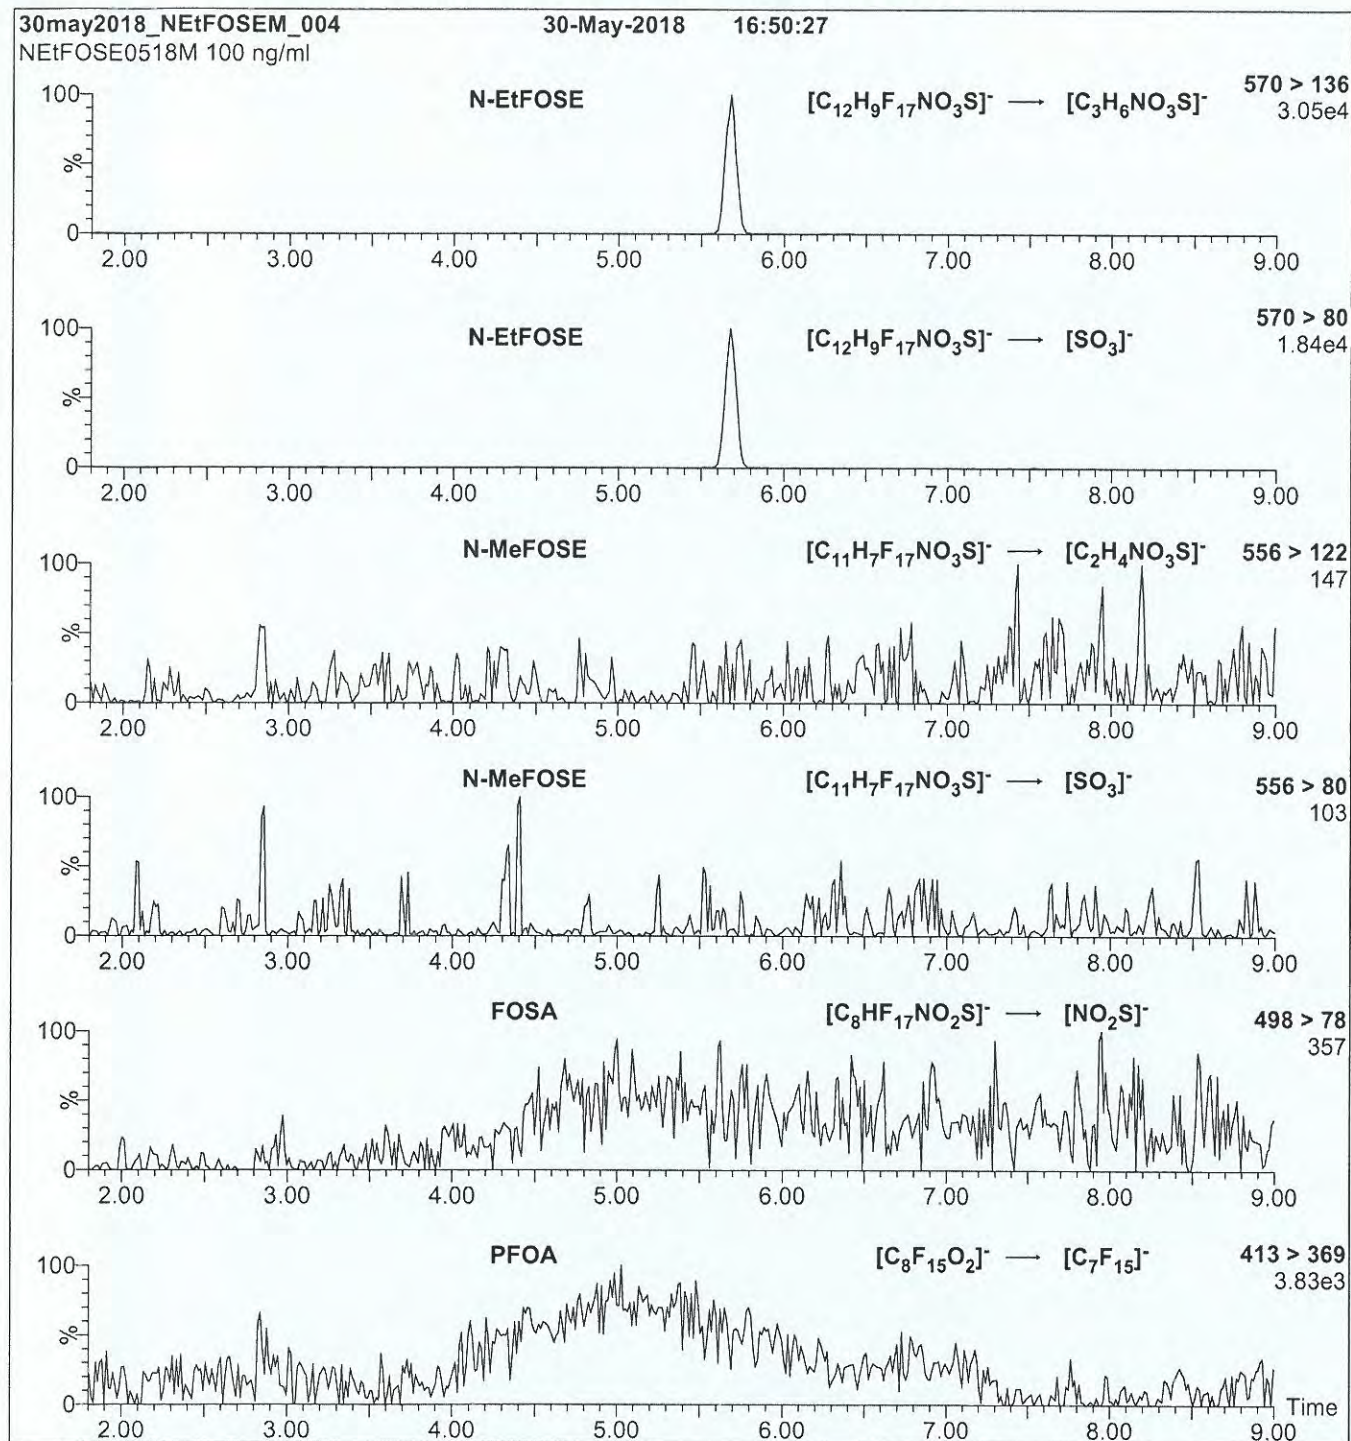 30may2018_NEtFOSEM_004 30-May-2018 16:50:27
NEtFOSE0518M 100 ng/ml
N-EtFOSE [C₁₂H₉F₁₇NO₃S]⁻ → [C₃H₆NO₃S]⁻ 570 > 136
3.05e4
100
%
0
2.00 3.00 4.00 5.00 6.00 7.00 8.00 9.00
N-EtFOSE [C₁₂H₉F₁₇NO₃S]⁻ → [SO₃]⁻ 570 > 80
1.84e4
100
%
0
2.00 3.00 4.00 5.00 6.00 7.00 8.00 9.00
N-MeFOSE [C₁₁H₇F₁₇NO₃S]⁻ → [C₂H₄NO₃S]⁻ 556 > 122
147
100
%
0
2.00 3.00 4.00 5.00 6.00 7.00 8.00 9.00
N-MeFOSE [C₁₁H₇F₁₇NO₃S]⁻ → [SO₃]⁻ 556 > 80
103
100
%
0
2.00 3.00 4.00 5.00 6.00 7.00 8.00 9.00
FOSA [C₈HF₁₇NO₂S]⁻ → [NO₂S]⁻ 498 > 78
357
100
%
0
2.00 3.00 4.00 5.00 6.00 7.00 8.00 9.00
PFOA [C₈F₁₅O₂]⁻ → [C₇F₁₅]⁻ 413 > 369
3.83e3
100
%
0
Time
2.00 3.00 4.00 5.00 6.00 7.00 8.00 9.00